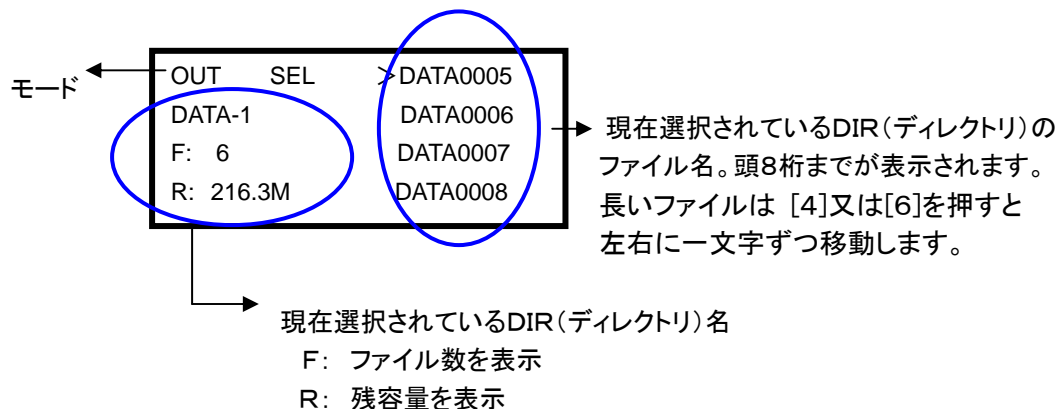 モード
OUT SEL >DATA0005
DATA-1 DATA0006
F: 6 DATA0007
R: 216.3M DATA0008
現在選択されているDIR(ディレクトリ)の
ファイル名。頭8桁までが表示されます。
長いファイルは [4]又は[6]を押すと
左右に一文字ずつ移動します。
現在選択されているDIR(ディレクトリ)名
F: ファイル数を表示
R: 残容量を表示